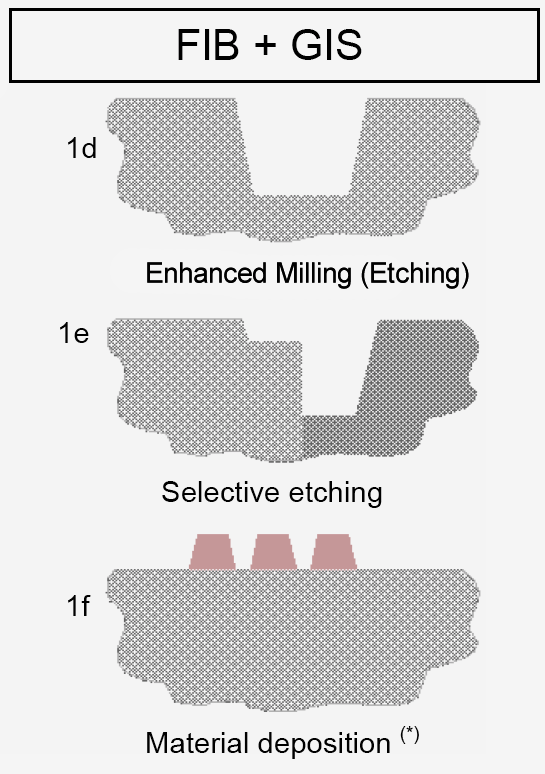 FIB + GIS
1d
Enhanced Milling (Etching)
1e
Selective etching
1f
Material deposition (*)